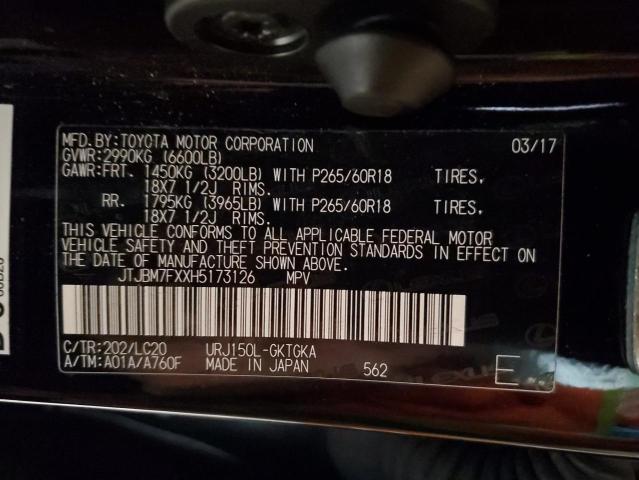 MFD.BY:TOYOTA MOTOR CORPORATION 03/17
GVWR:2990KG (6600LB)
GAWR:FRT. 1450KG (3200LB) WITH P265/60R18 TIRES,
18X7 1/2J RIMS.
RR. 1795KG (3965LB) WITH P265/60R18 TIRES,
18X7 1/2J RIMS.
THIS VEHICLE CONFORMS TO ALL APPLICABLE FEDERAL MOTOR
VEHICLE SAFETY AND THEFT PREVENTION STANDARDS IN EFFECT ON
THE DATE OF MANUFACTURE SHOWN ABOVE.
JTJBM7FXXH5173126 MPV
C/TR:202/LC20 URJ150L-GKTGKA
A/TM:A01A/A760F MADE IN JAPAN 562 E